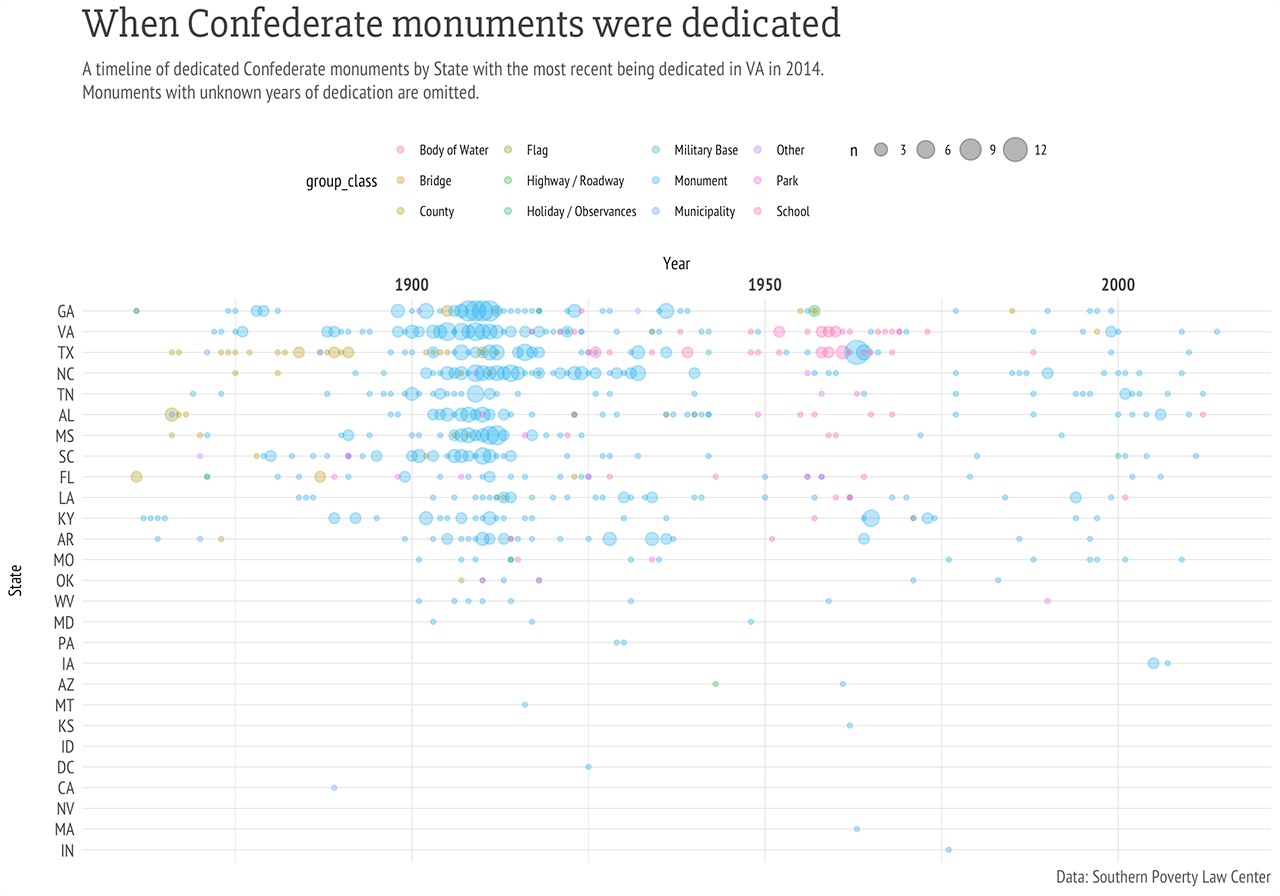 When Confederate monuments were dedicated
A timeline of dedicated Confederate monuments by State with the most recent being dedicated in VA in 2014.
Monuments with unknown years of dedication are omitted.
group_class
Body of Water
Flag
Military Base
Other
Bridge
Highway / Roadway
Monument
Park
County
Holiday / Observances
Municipality
School
n
3
6
9
12
Year
1900
1950
2000
State
GA
VA
TX
NC
TN
AL
MS
SC
FL
LA
KY
AR
MO
OK
WV
MD
PA
IA
AZ
MT
KS
ID
DC
CA
NV
MA
IN
Data: Southern Poverty Law Center